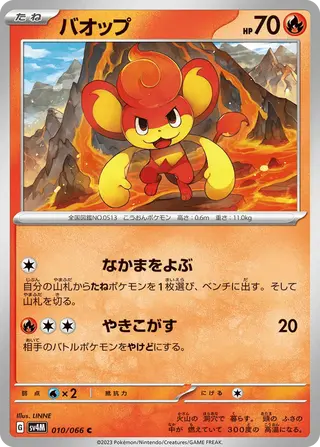 たね バオップ HP70
全国図鑑NO.0513 こうおんポケモン 高さ:0.6m 重さ:11.0kg
なかまをよぶ
自分の山札からたねポケモンを1枚選び、ベンチに出す。そして山札を切る。
やきこがす 20
相手のバトルポケモンをやけどにする。
弱点 ×2 抵抗力 にげる
Illus. LINNE
G sv4M 010/066 C
火山の 洞穴で 暮らす。体の
中が 燃えていて 300度の 高温になる。
©2023 Pokémon/Nintendo/Creatures/GAME FREAK.